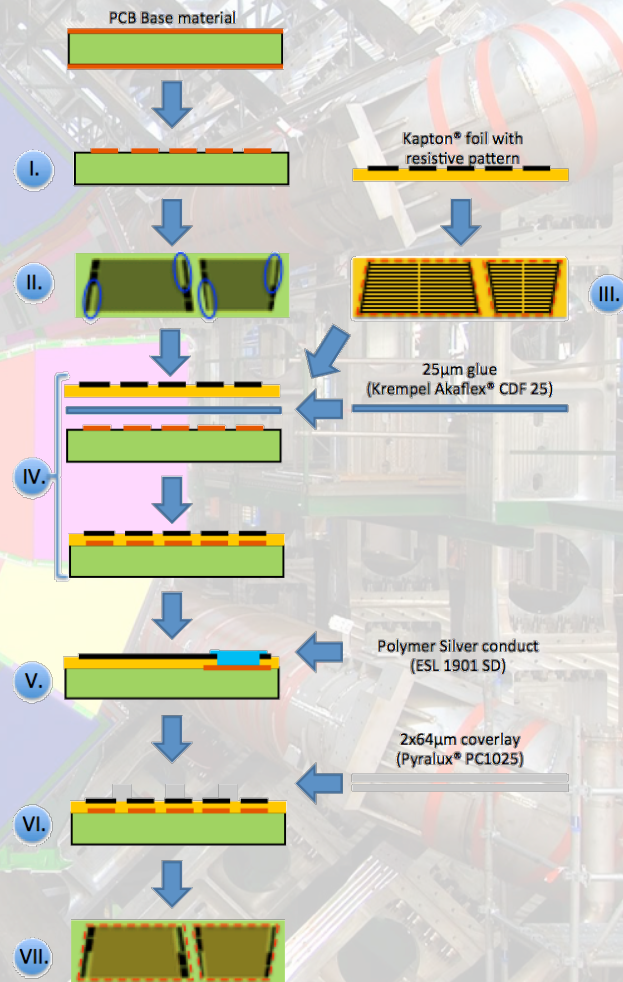 PCB Base material
I.
Kapton® foil with
resistive pattern
II.
III.
25μm glue
(Krempel Akaflex® CDF 25)
IV.
Polymer Silver conduct
(ESL 1901 SD)
V.
2x64μm coverlay
(Pyralux® PC1025)
VI.
VII.